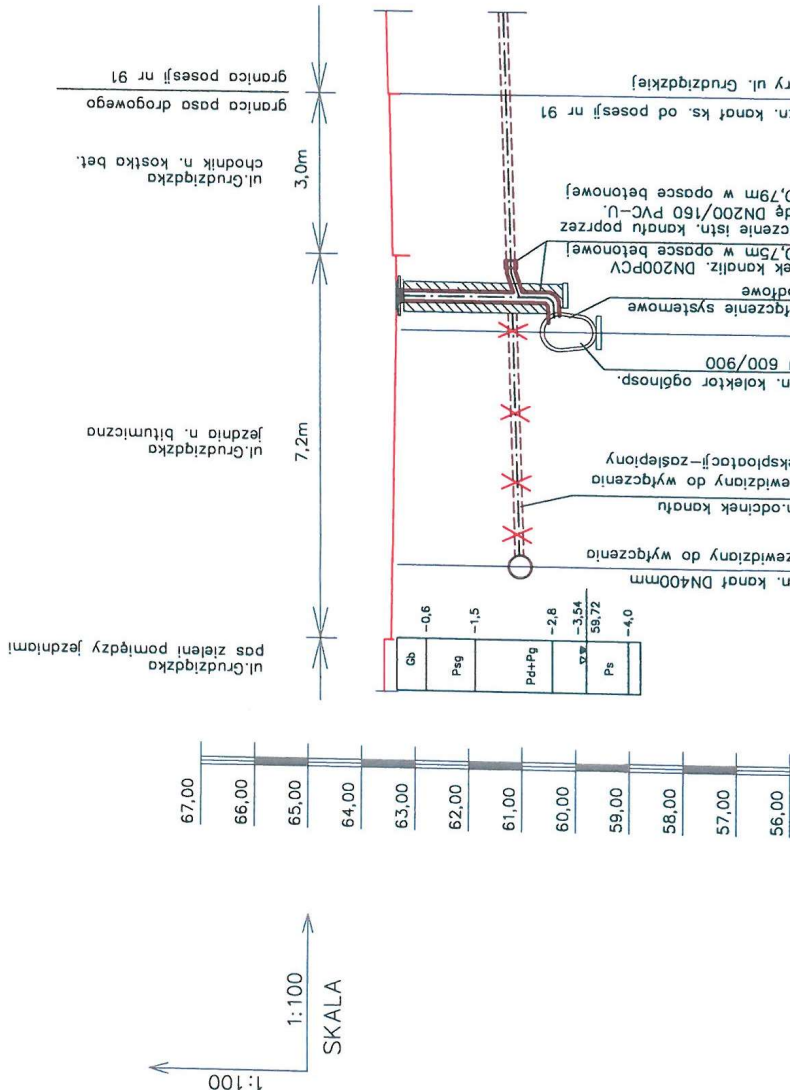 ul.Grudziądzka
pas zieleni pomiędzy jezdniami
ul.Grudziądzka
jezdnia n. bitumiczna
7,2m
ul.Grudziądzka
chodnik n. kostka bet.
3,0m
granica pasa drogowego
granica posesji nr 91
n. kanał DN400mm
zewidziany do wyłączenia
n.odcinek kanału
ewidziany do wyłączenia
eksploatacji-zaślepiony
n. kolektor ogólnosp.
600/900
łączenie systemowe
odłowe
ek kanaliz. DN200PCV
0,75m w opasce betonowej
czenie istn. kanału poprzez
dę DN200/160 PVC-U.
0,79m w opasce betonowej
tn. kanał ks. od posesji nr 91
ry ul. Grudziądzkiej
Gb
-0,6
Psg
-1,5
Pd+Pg
-2,8
-3,54
59,72
Ps
-4,0
67,00
66,00
65,00
64,00
63,00
62,00
61,00
60,00
59,00
58,00
57,00
56,00
1:100
1:100
SKALA